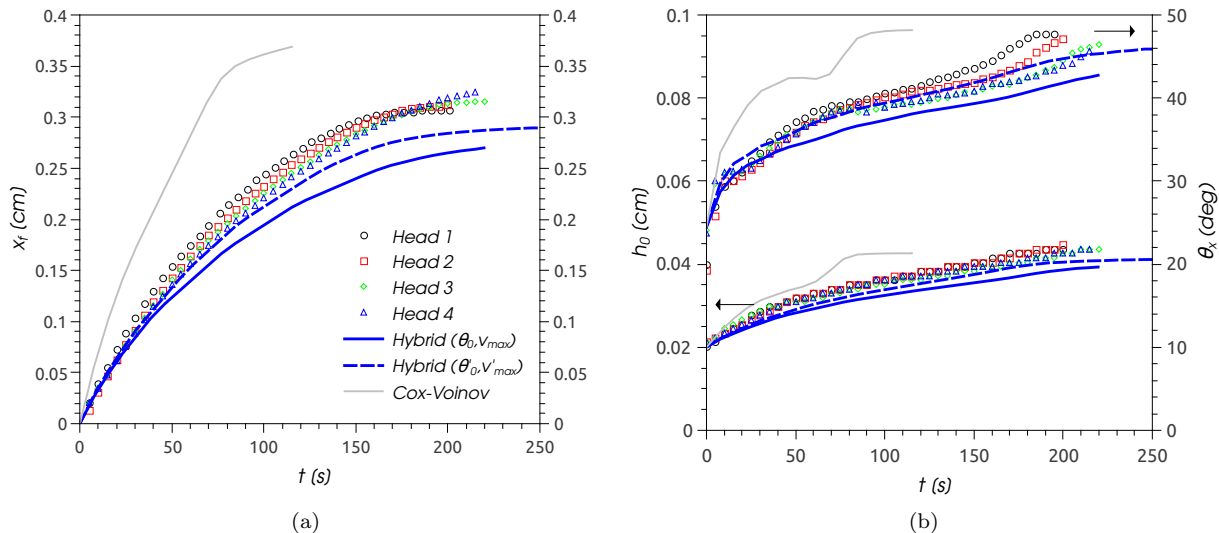 0.4
0.35
0.3
0.25
0.2
0.15
0.1
0.05
0
x_f (cm)
0.4
0.35
0.3
0.25
0.2
0.15
0.1
0.05
0
0 50 100 150 200 250
t (s)
Head 1
Head 2
Head 3
Head 4
Hybrid (θ₀,v_max)
Hybrid (θ'₀,v'_max)
Cox-Voinov
(a)
0.1
0.08
0.06
0.04
0.02
0
h₀ (cm)
50
40
30
20
10
0
θ_x (deg)
0 50 100 150 200 250
t (s)
(b)